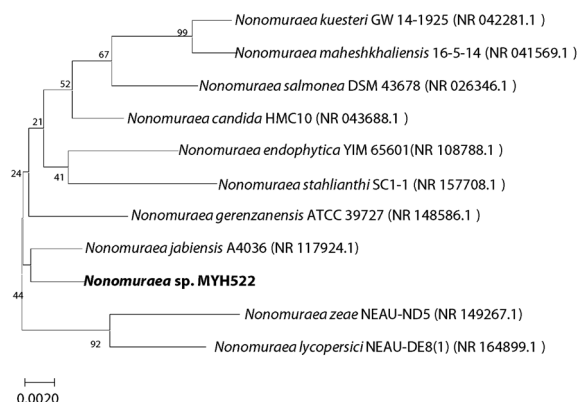 Nonomuraea kuesteri GW 14-1925 (NR 042281.1 )
99
Nonomuraea maheshkhaliensis 16-5-14 (NR 041569.1 )
67
Nonomuraea salmonea DSM 43678 (NR 026346.1 )
52
Nonomuraea candida HMC10 (NR 043688.1 )
21
Nonomuraea endophytica YIM 65601(NR 108788.1 )
24
41
Nonomuraea stahlianthi SC1-1 (NR 157708.1 )
Nonomuraea gerenzanensis ATCC 39727 (NR 148586.1 )
Nonomuraea jabiensis A4036 (NR 117924.1)
Nonomuraea sp. MYH522
44
Nonomuraea zeae NEAU-ND5 (NR 149267.1)
92
Nonomuraea lycopersici NEAU-DE8(1) (NR 164899.1 )
0.0020